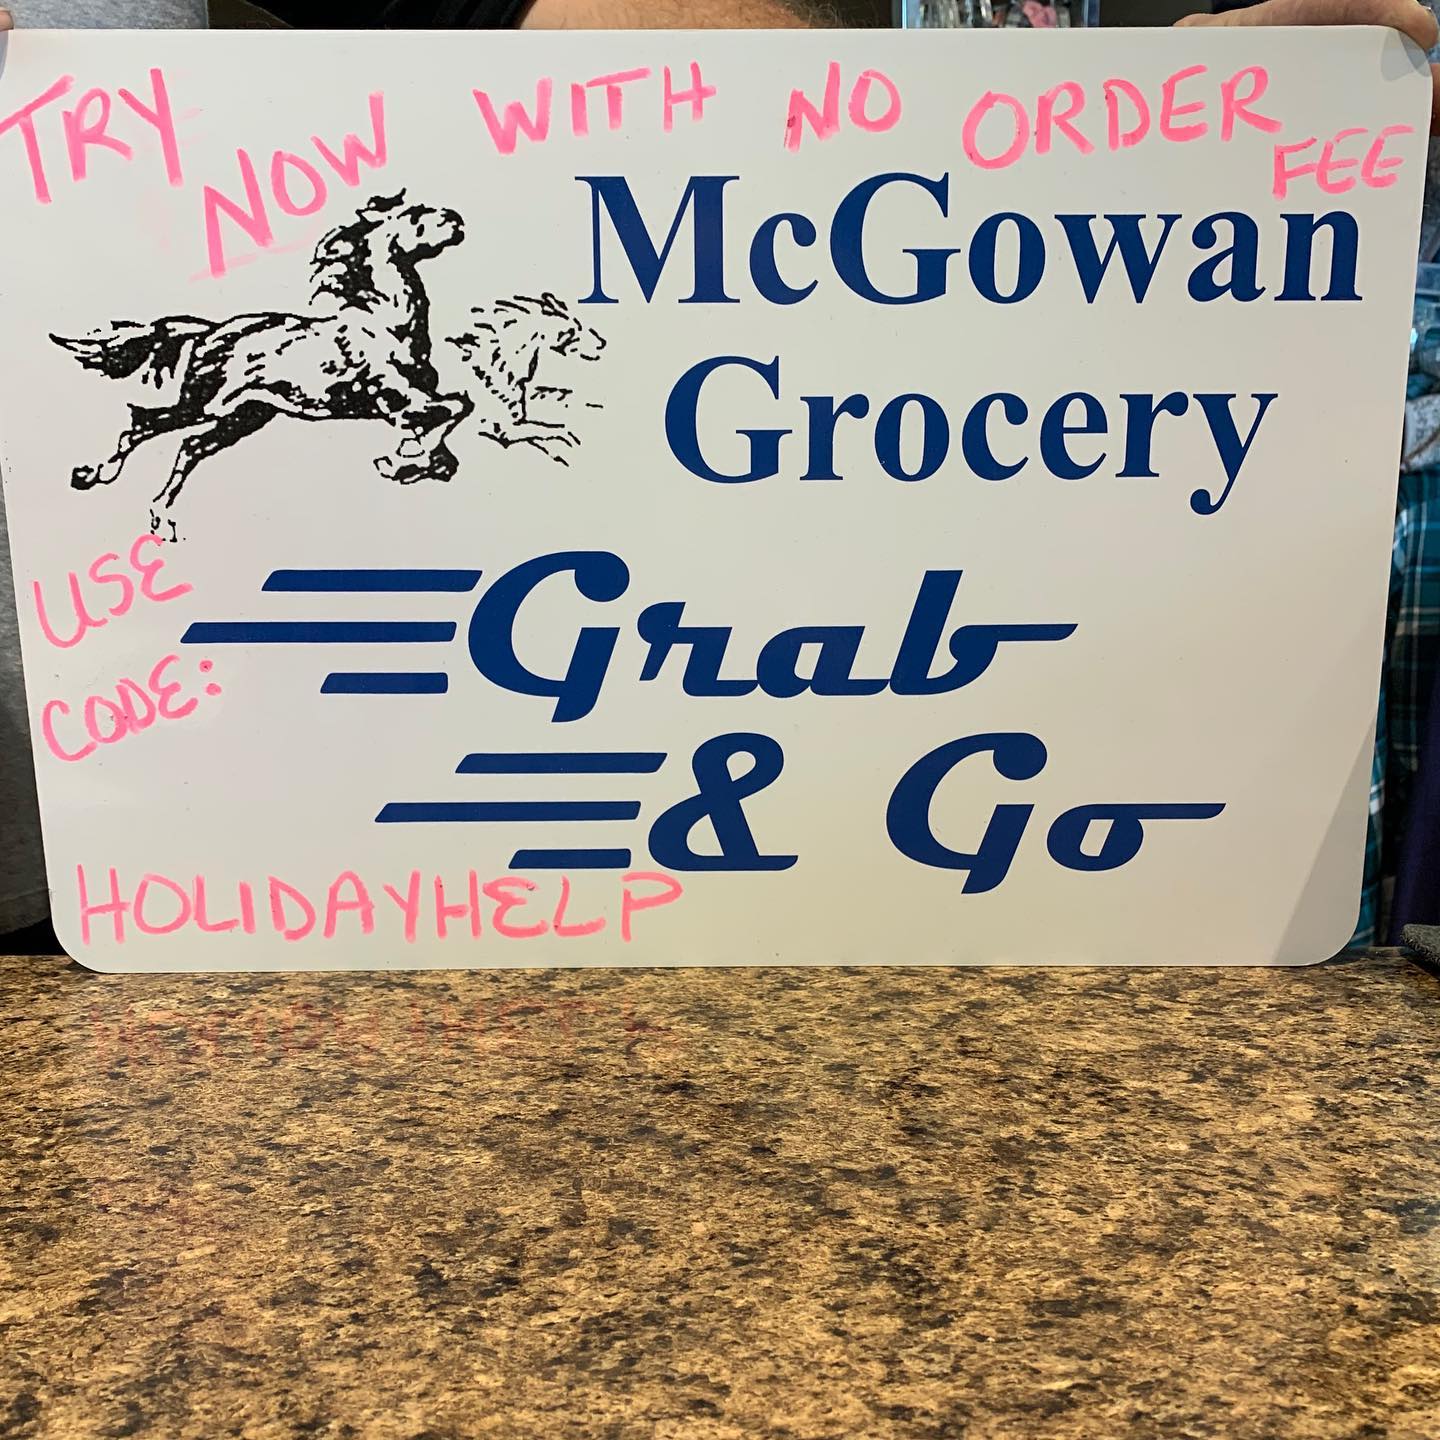 TRY NOW WITH NO ORDER FEE
McGowan
Grocery
USE
CODE:
Grab
& Go
HOLIDAYHELP